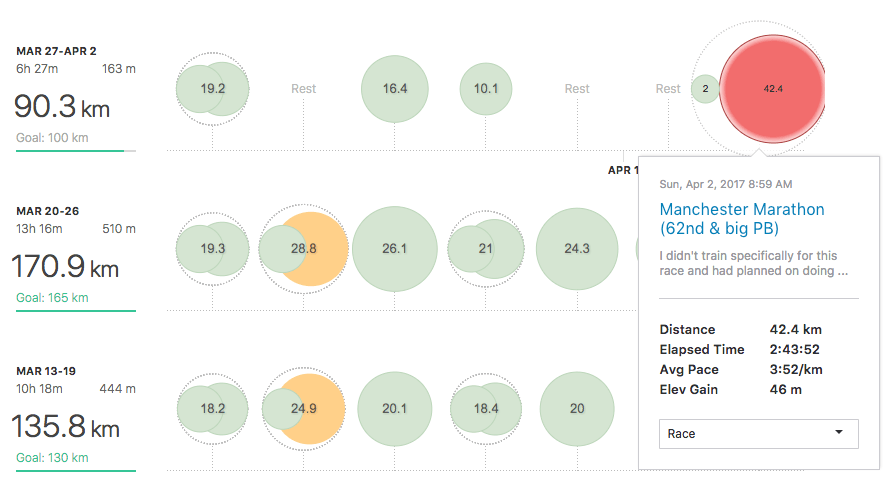 MAR 27-APR 2
6h 27m 163 m
90.3 km
Goal: 100 km
19.2
Rest
16.4
10.1
Rest
Rest
2
42.4
APR 1
MAR 20-26
13h 16m 510 m
170.9 km
Goal: 165 km
19.3
28.8
26.1
21
24.3
MAR 13-19
10h 18m 444 m
135.8 km
Goal: 130 km
18.2
24.9
20.1
18.4
20
Sun, Apr 2, 2017 8:59 AM
Manchester Marathon
(62nd & big PB)
I didn't train specifically for this
race and had planned on doing ...
Distance 42.4 km
Elapsed Time 2:43:52
Avg Pace 3:52/km
Elev Gain 46 m
Race